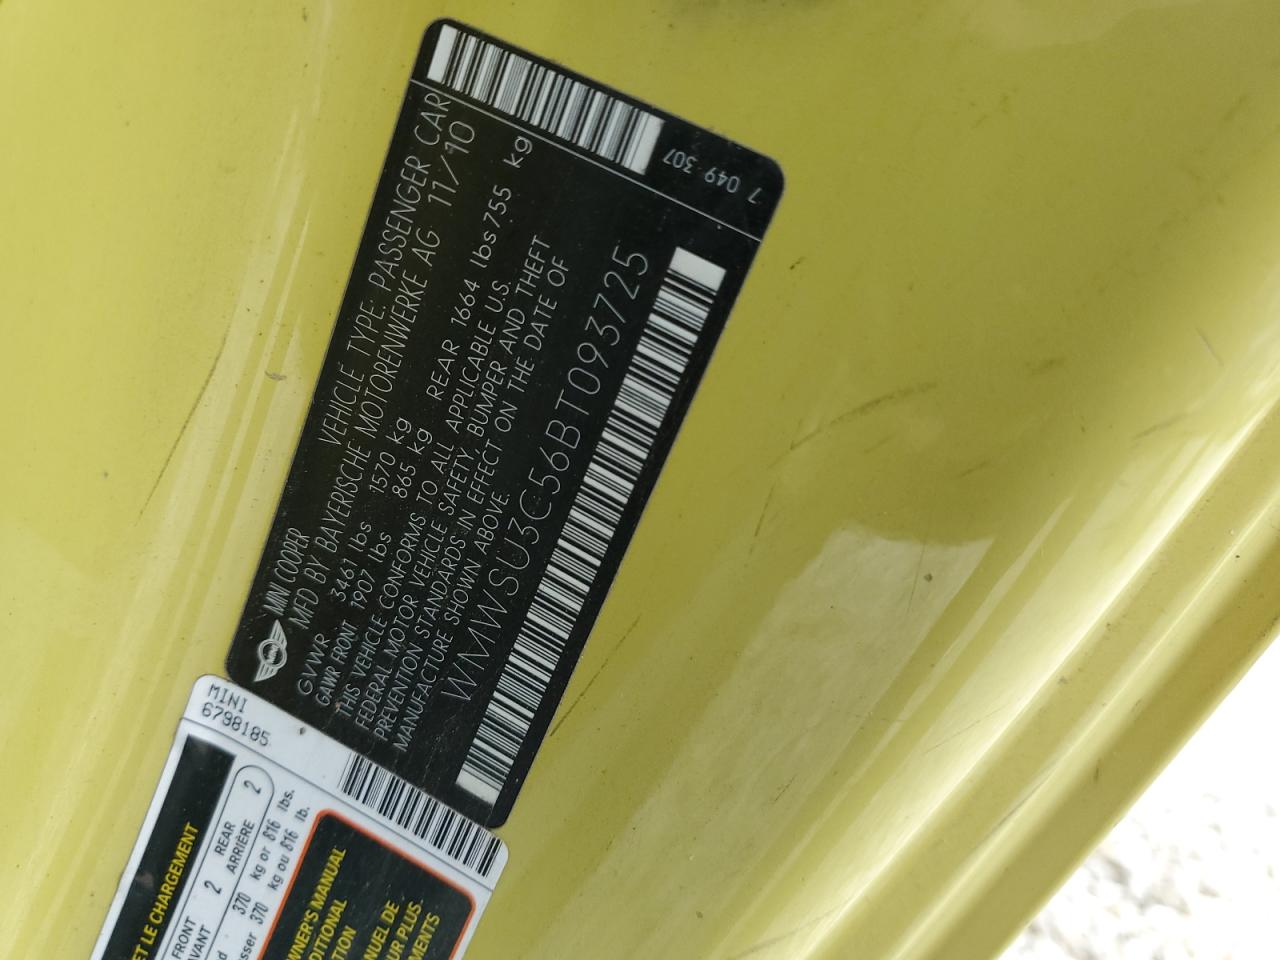 7 049 307
MINI COOPER VEHICLE TYPE: PASSENGER CAR
MFD BY BAYERISCHE MOTORENWERKE AG 11/10
GVWR 3461 lbs 1570 kg
GAWR FRONT 1907 lbs 865 kg REAR 1664 lbs 755 kg
THIS VEHICLE CONFORMS TO ALL APPLICABLE U.S.
FEDERAL MOTOR VEHICLE SAFETY, BUMPER AND THEFT
PREVENTION STANDARDS IN EFFECT ON THE DATE OF
MANUFACTURE SHOWN ABOVE.
WMWSU3C56BT093725
MINI
6798185
ET LE CHARGEMENT
FRONT 2 REAR 2
AVANT ARRIÈRE
370 kg or 816 lbs.
370 kg ou 816 lb.
MANUAL